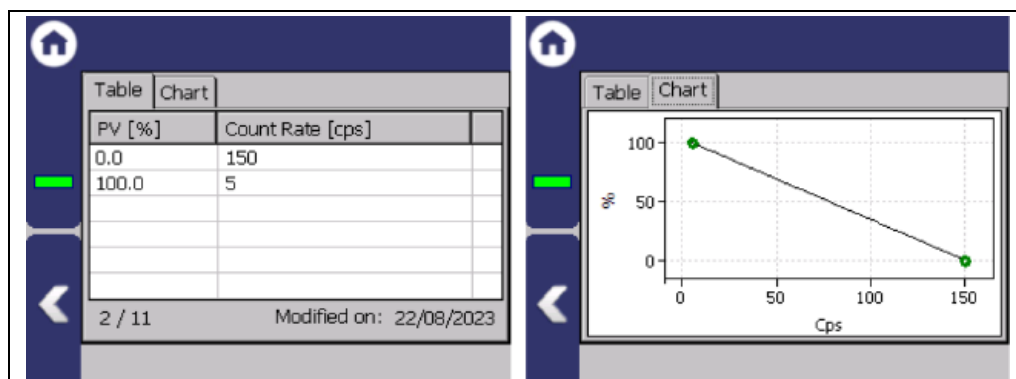 Table Chart
PV [%] Count Rate [cps]
0.0 150
100.0 5
2 / 11 Modified on: 22/08/2023
Table Chart
100
%
50
0
0 50 100 150
Cps